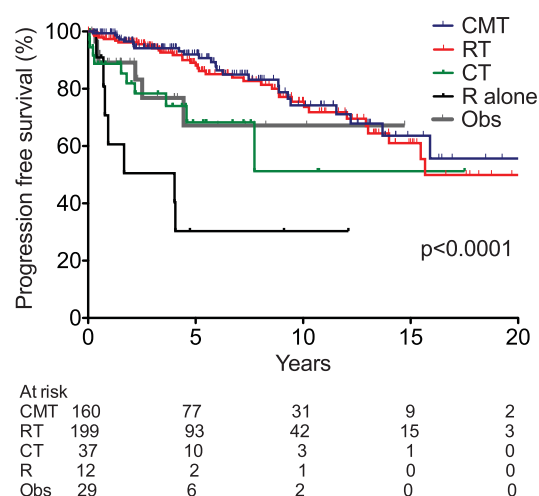 Progression free survival (%)
100
80
60
40
20
0
CMT
RT
CT
R alone
Obs
p<0.0001
0 5 10 15 20
Years
At risk
CMT 160 77 31 9 2
RT 199 93 42 15 3
CT 37 10 3 1 0
R 12 2 1 0 0
Obs 29 6 2 0 0